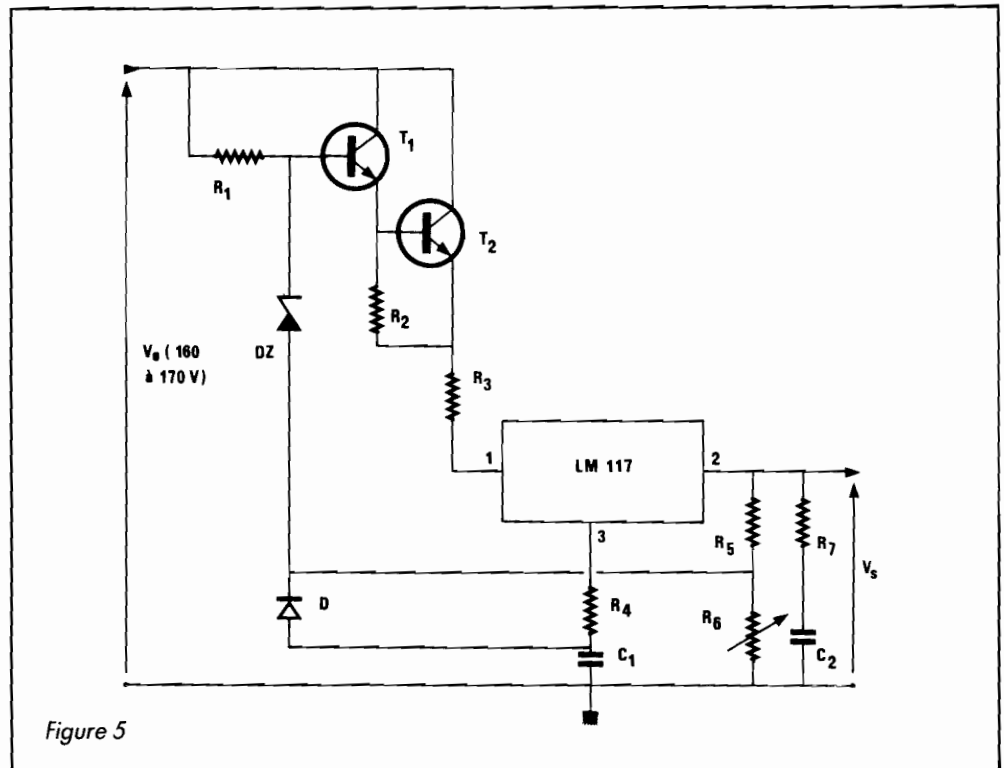 T1
R1
T2
R2
Ve ( 160
à 170 V)
DZ
R3
1
LM 117
2
3
R5
R7
Vs
D
R4
R6
C1
C2
Figure 5